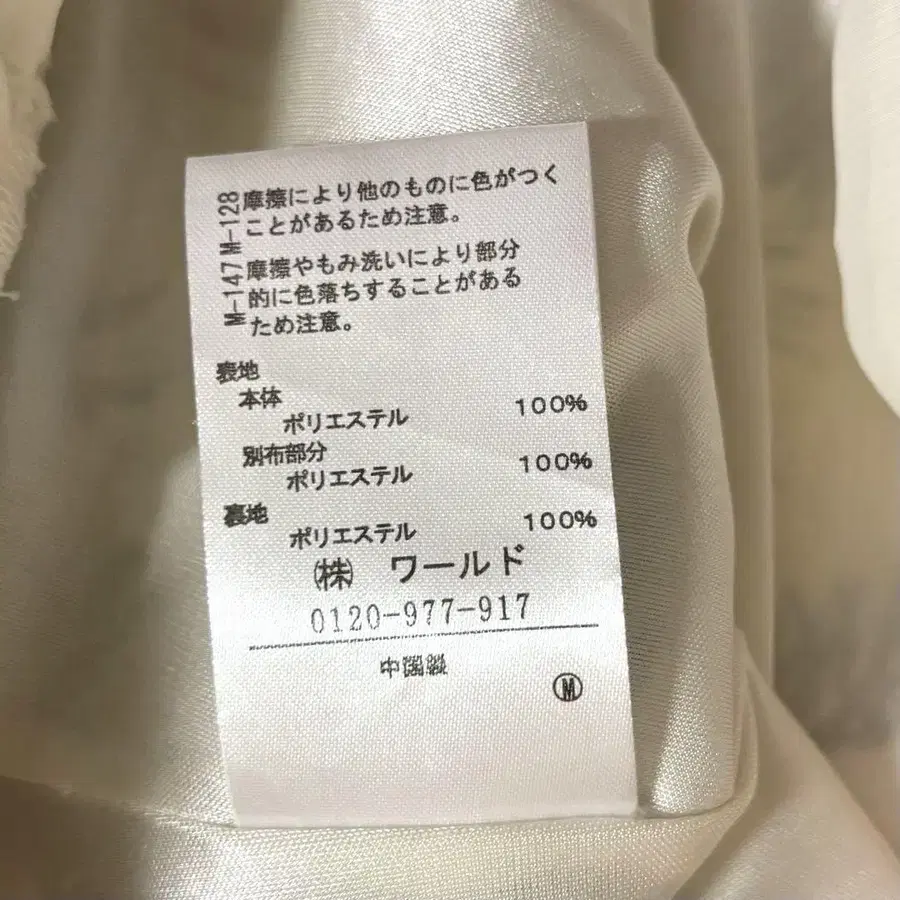 M-147 M-128
摩擦により他のものに色がつく
ことがあるため注意。
摩擦やもみ洗いにより部分
的に色落ちすることがある
ため注意。
表地
本体
ポリエステル 100%
別布部分
ポリエステル 100%
裏地
ポリエステル 100%
㈱ ワールド
0120-977-917
中国製
Ⓜ